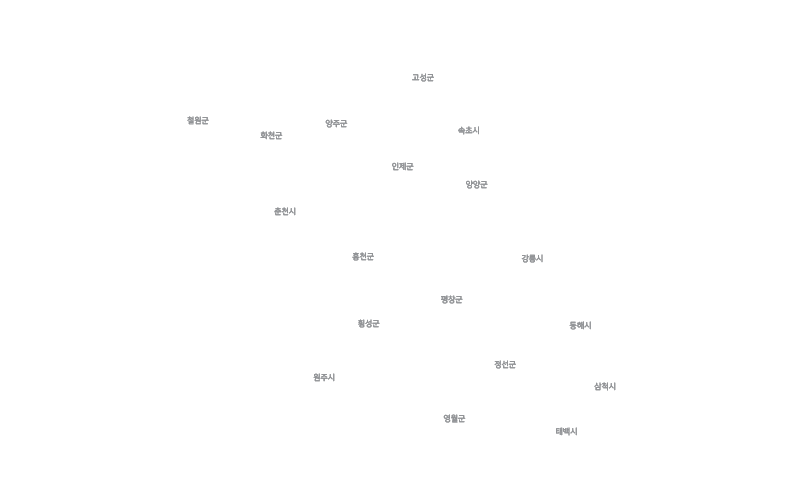 고성군
철원군
양주군
화천군
속초시
인제군
양양군
춘천시
홍천군
강릉시
평창군
횡성군
동해시
정선군
원주시
삼척시
영월군
태백시